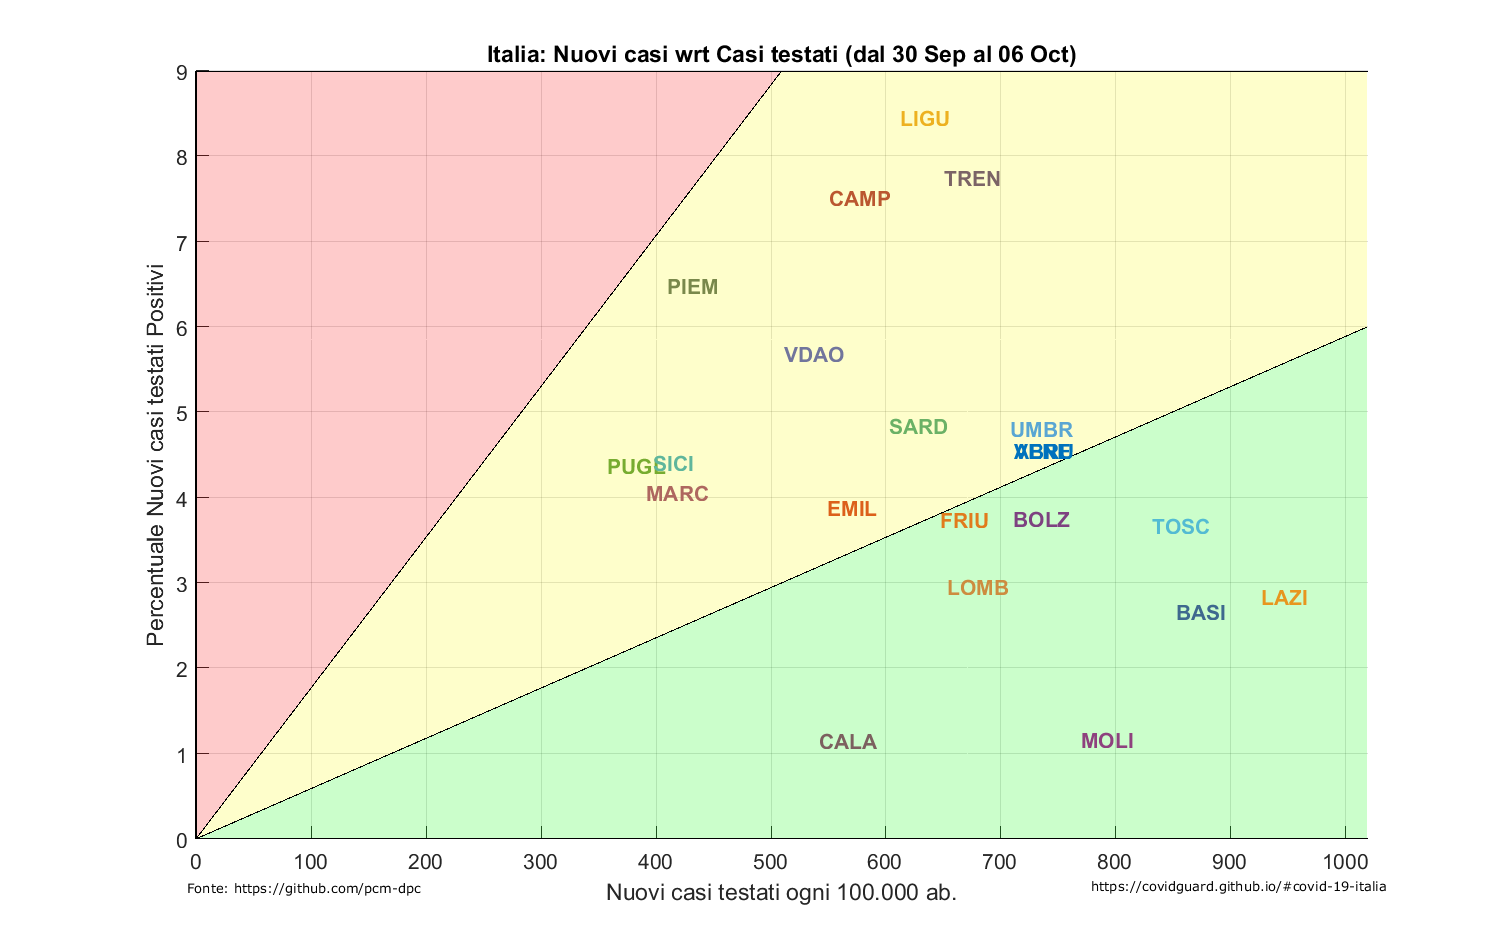 Italia: Nuovi casi wrt Casi testati (dal 30 Sep al 06 Oct)
9
8
7
6
5
4
3
2
1
0
Percentuale Nuovi casi testati Positivi
LIGU
TREN
CAMP
PIEM
VDAO
SARD
UMBR
PUGL
SICI
MARC
EMIL
FRIU
BOLZ
TOSC
LOMB
LAZI
BASI
CALA
MOLI
0 100 200 300 400 500 600 700 800 900 1000
Nuovi casi testati ogni 100.000 ab.
Fonte: https://github.com/pcm-dpc
https://covidguard.github.io/#covid-19-italia